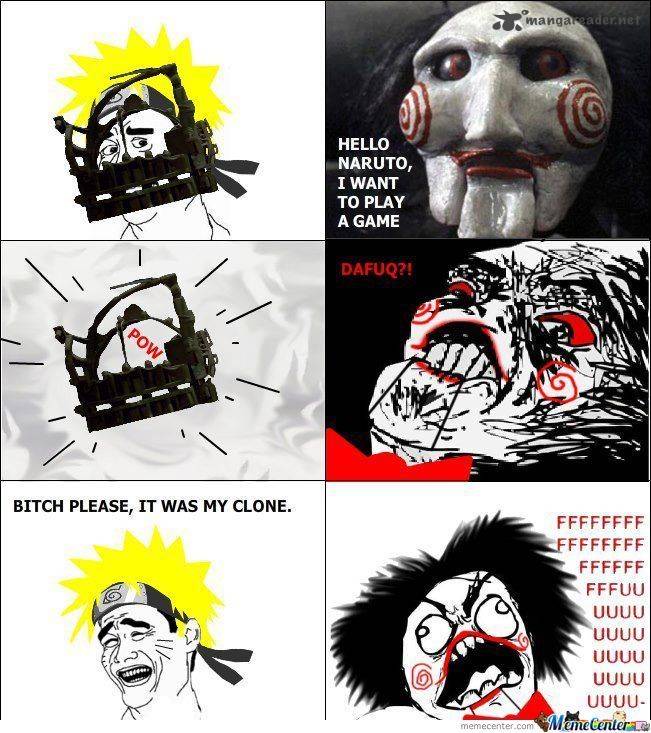 mangareader.net
HELLO
NARUTO,
I WANT
TO PLAY
A GAME
POW
DAFUQ?!
BITCH PLEASE, IT WAS MY CLONE.
FFFFFFFF
FFFFFFFF
FFFFFF
FFFUU
UUUU
UUUU
UUUU
UUUU
UUUU-
memecenter.com MemeCenter